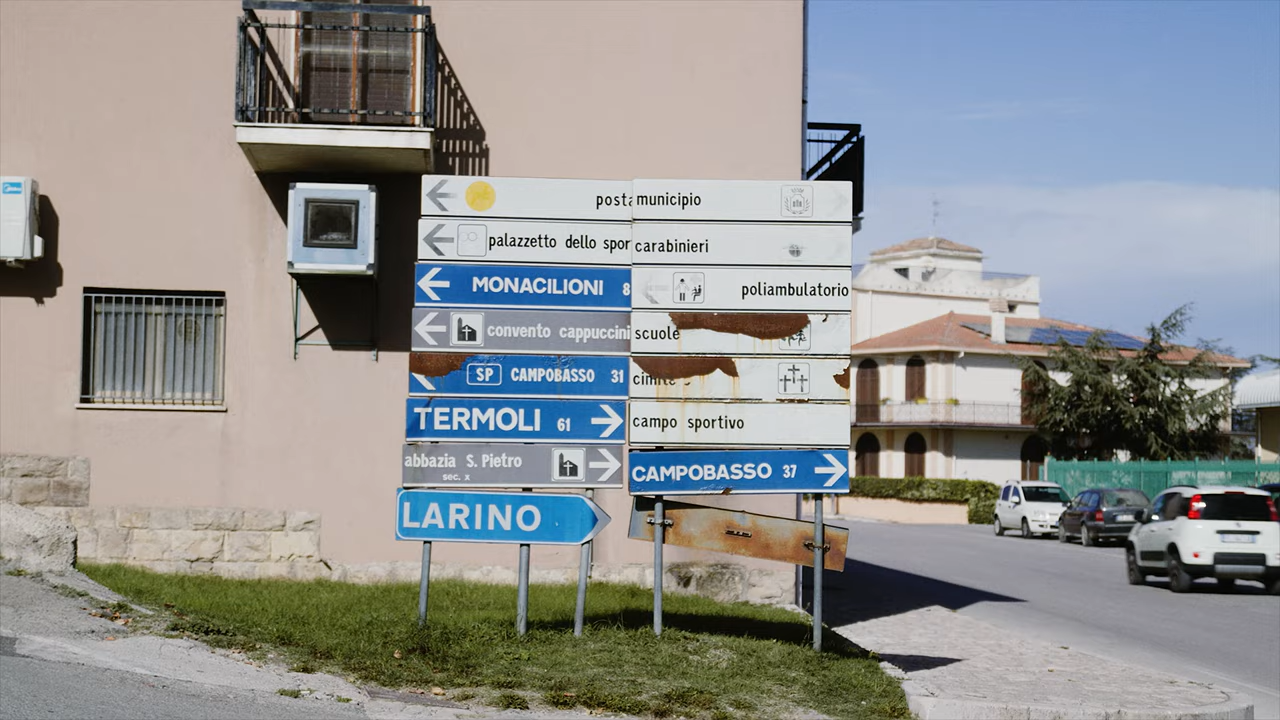 posta
palazzetto dello spor
MONACILIONI 8
convento cappuccini
SP CAMPOBASSO 31
TERMOLI 61
abbazia S. Pietro
sec. x
LARINO
municipio
carabinieri
poliambulatorio
scuole
campo sportivo
CAMPOBASSO 37